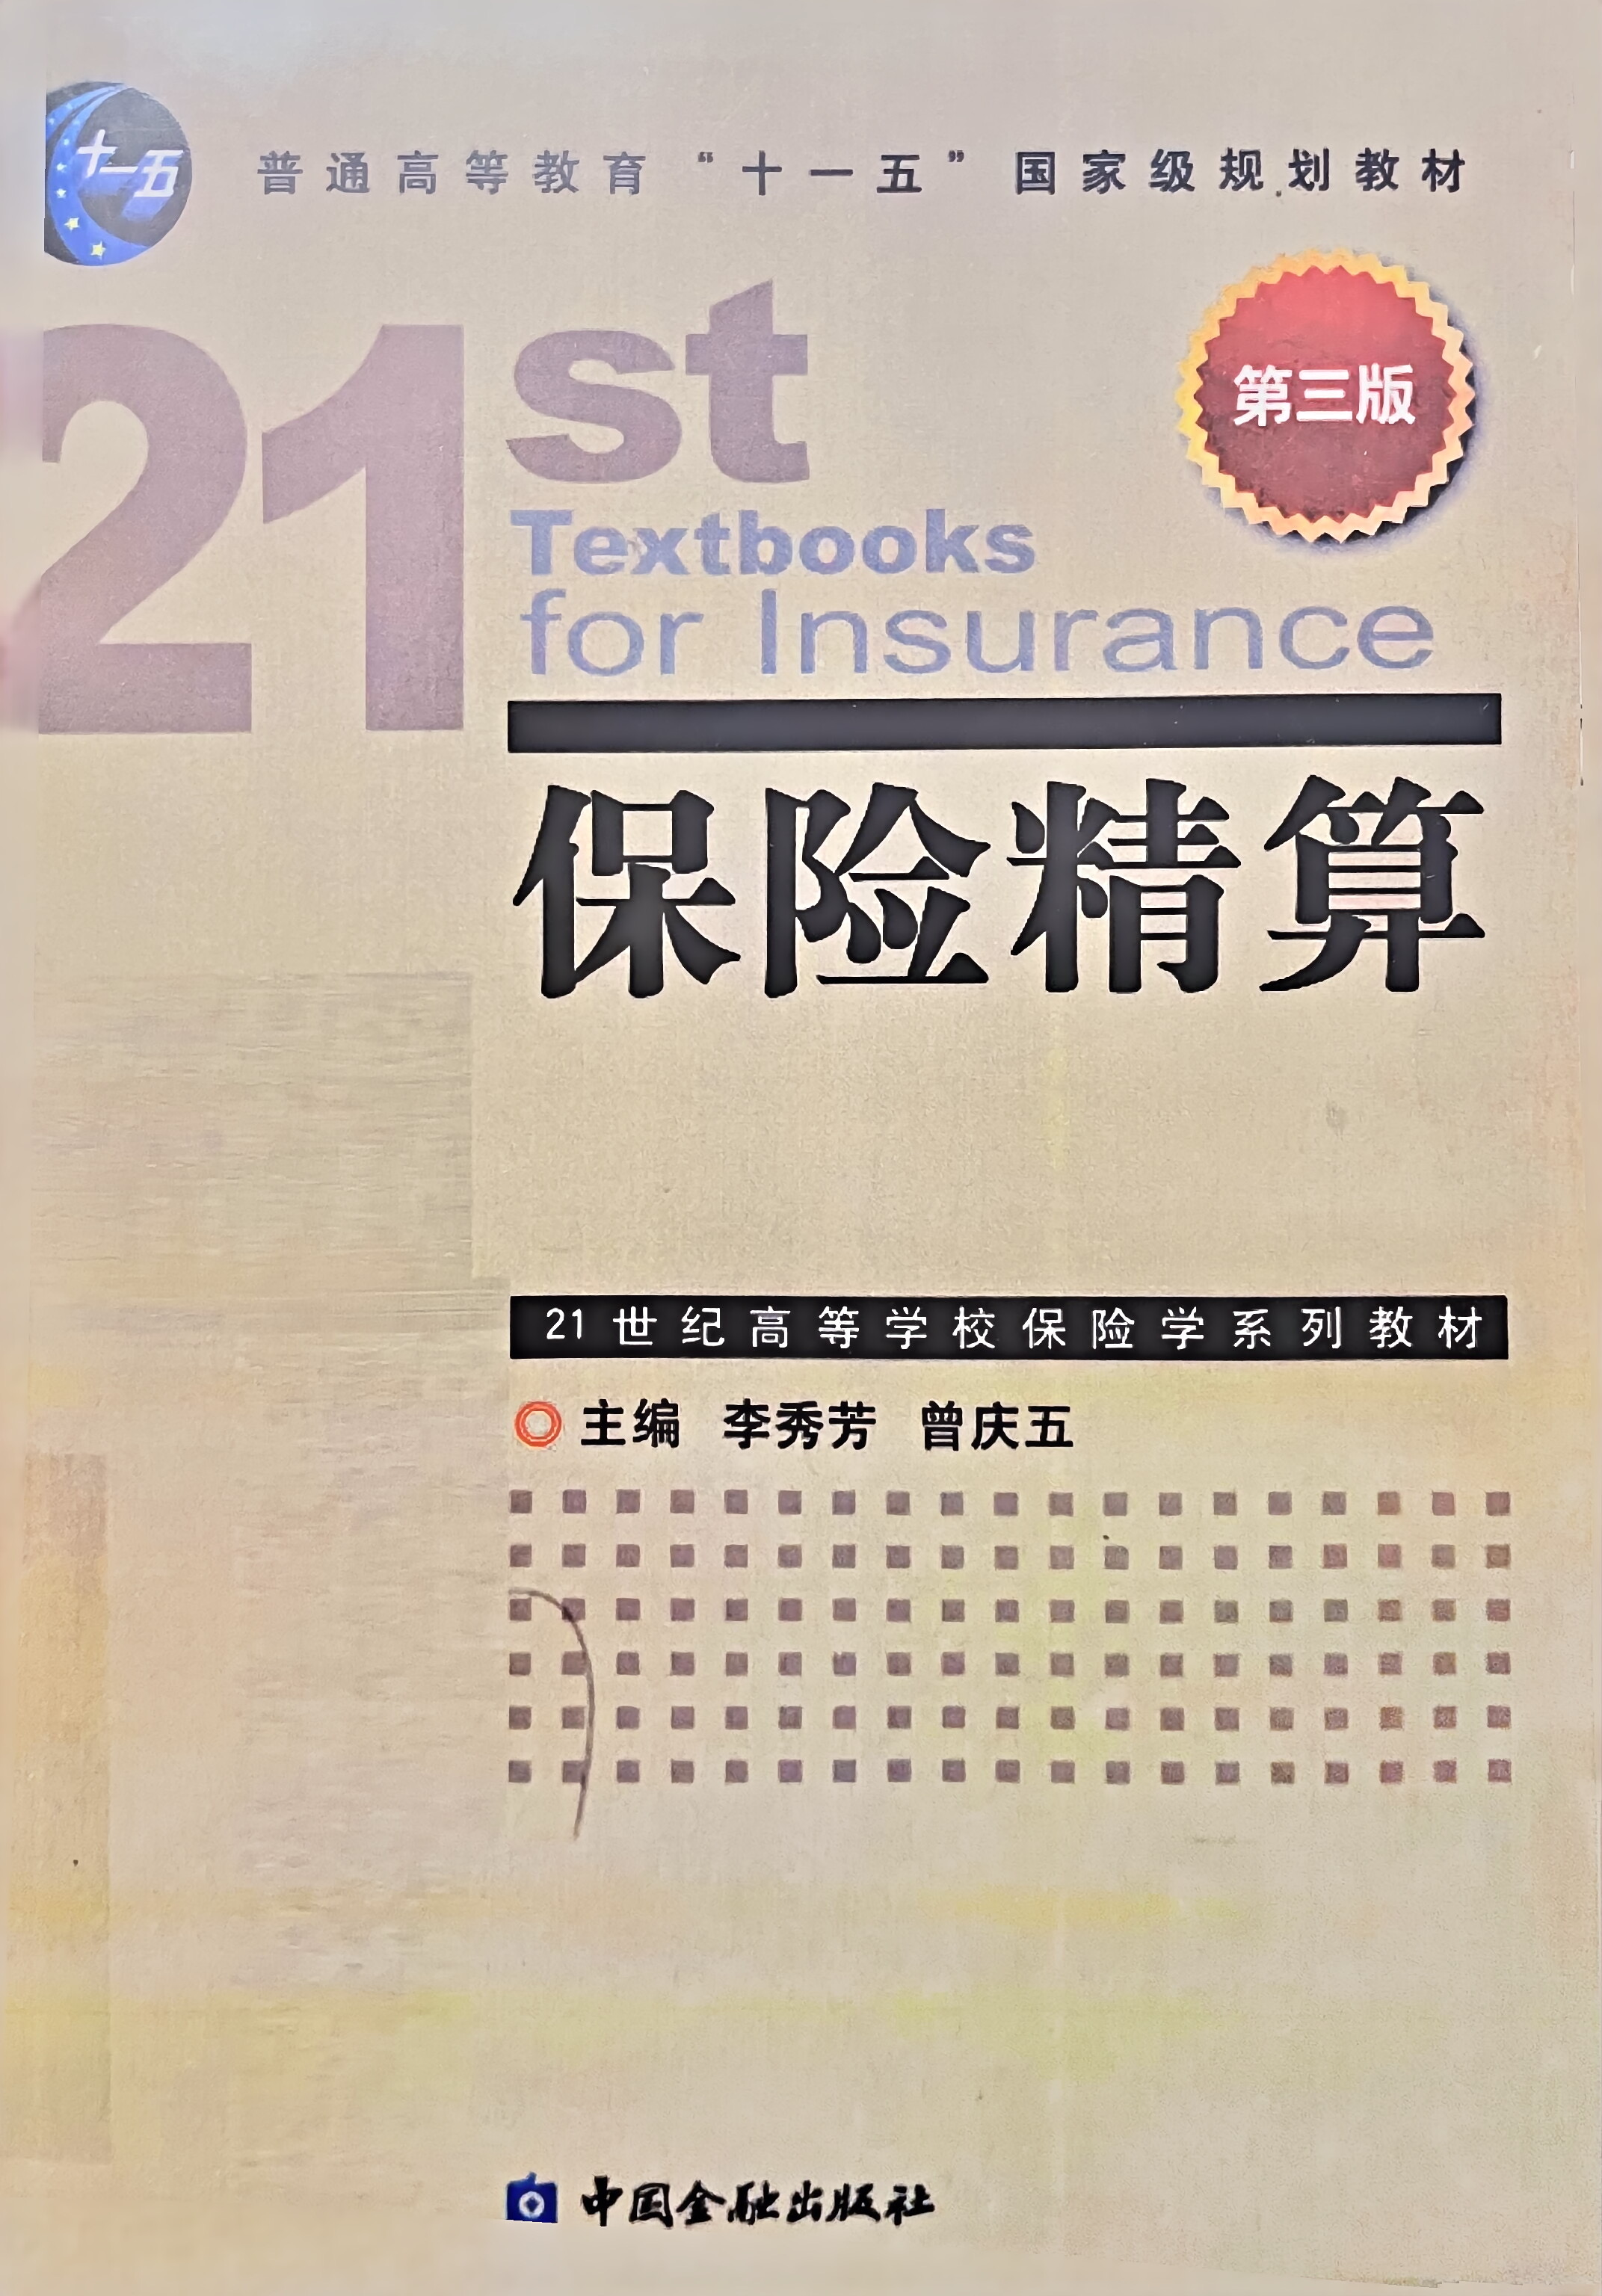 十一五
普通高等教育“十一五”国家级规划教材
21st
第三版
Textbooks
for Insurance
保险精算
21世纪高等学校保险学系列教材
主编 李秀芳 曾庆五
中国金融出版社